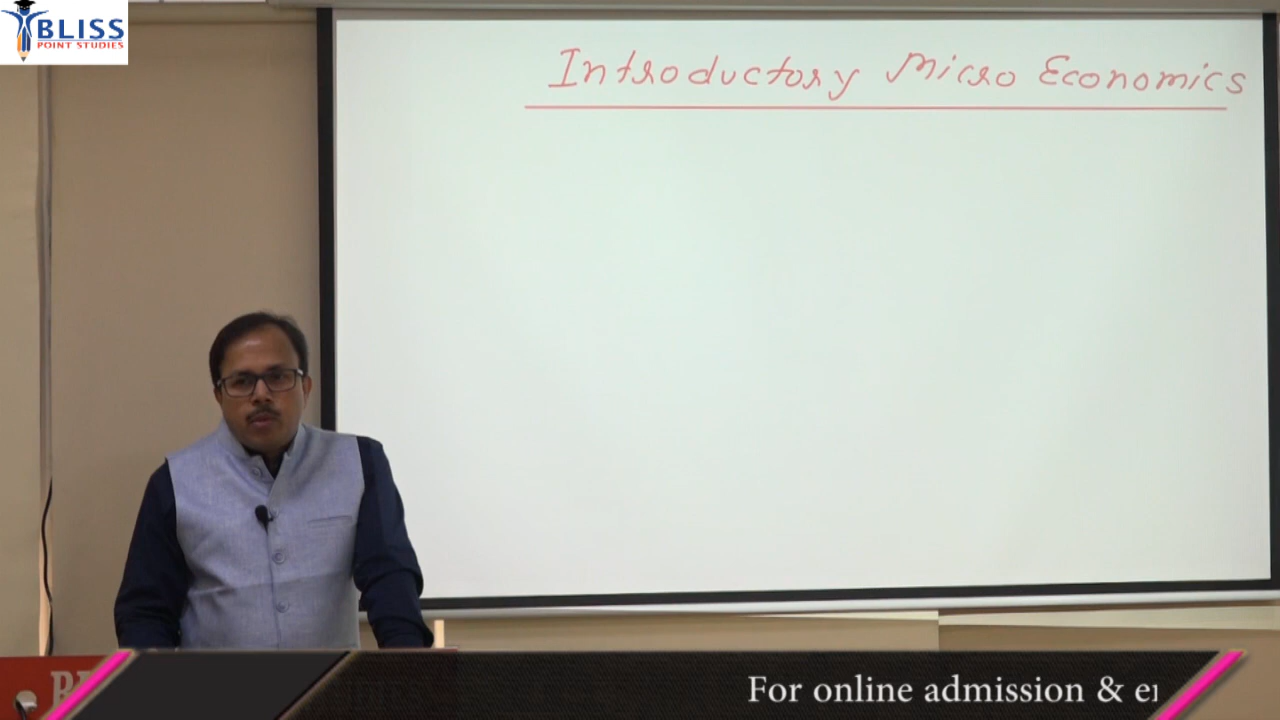 BLISS
POINT STUDIES
Introductory Micro Economics
For online admission &